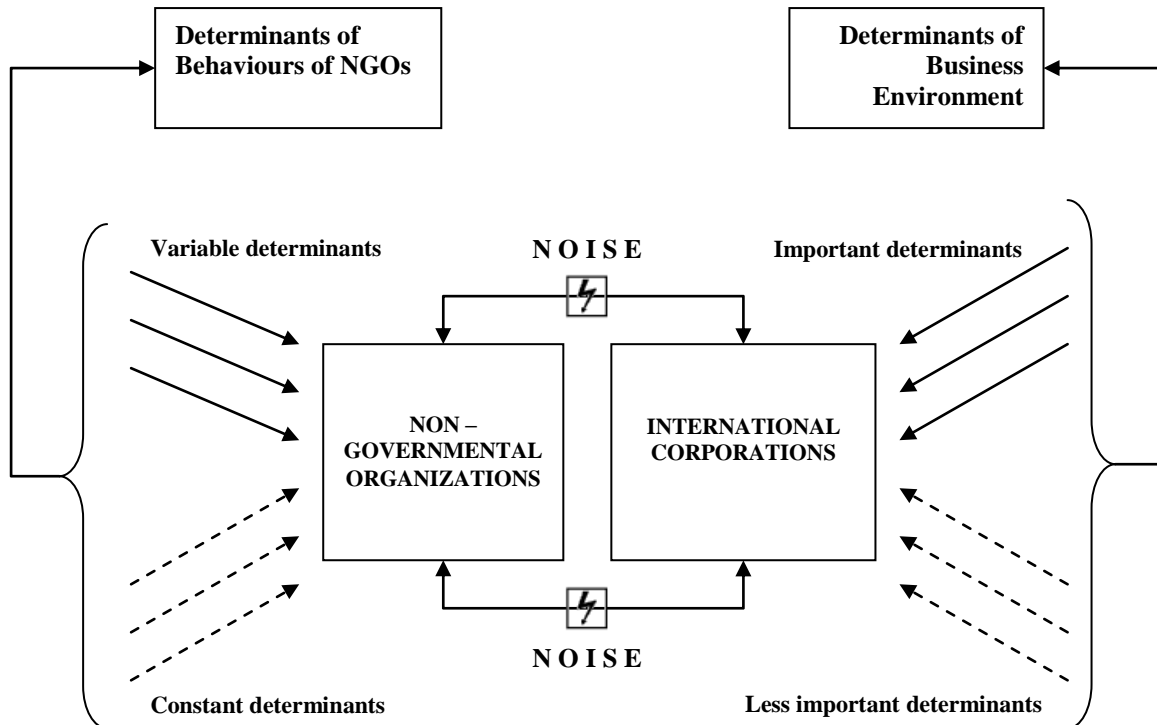 Determinants of
Behaviours of NGOs
Determinants of
Business
Environment
Variable determinants
N O I S E
Important determinants
NON –
GOVERNMENTAL
ORGANIZATIONS
INTERNATIONAL
CORPORATIONS
N O I S E
Constant determinants
Less important determinants